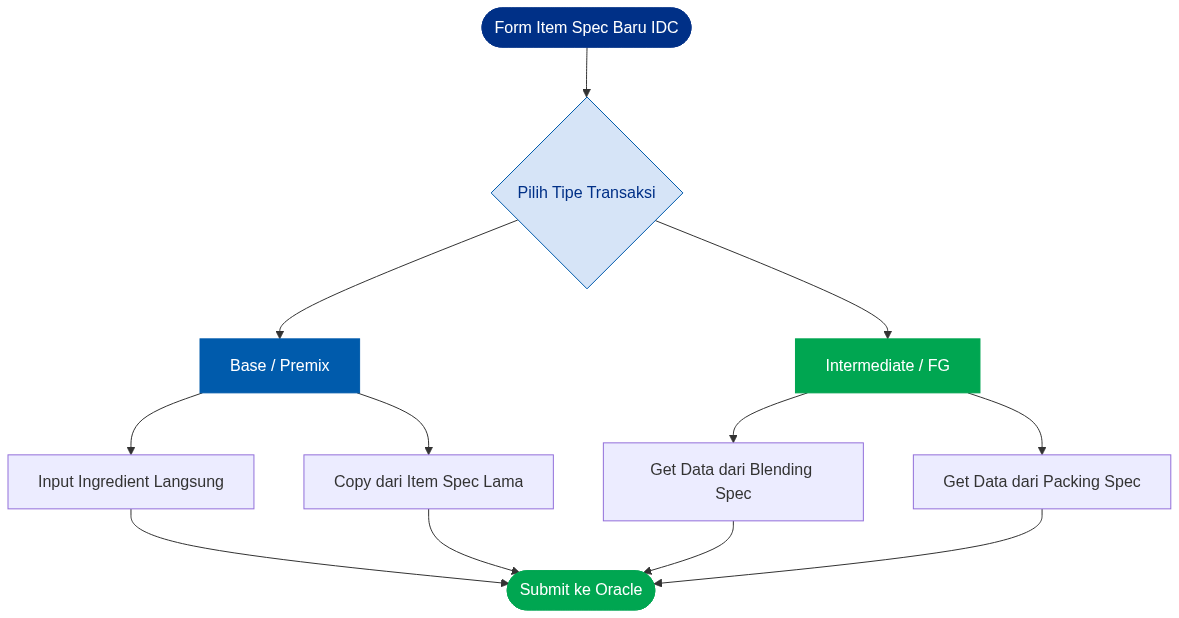 Form Item Spec Baru IDC
Pilih Tipe Transaksi
Base / Premix
Intermediate / FG
Input Ingredient Langsung
Copy dari Item Spec Lama
Get Data dari Blending
Spec
Get Data dari Packing Spec
Submit ke Oracle